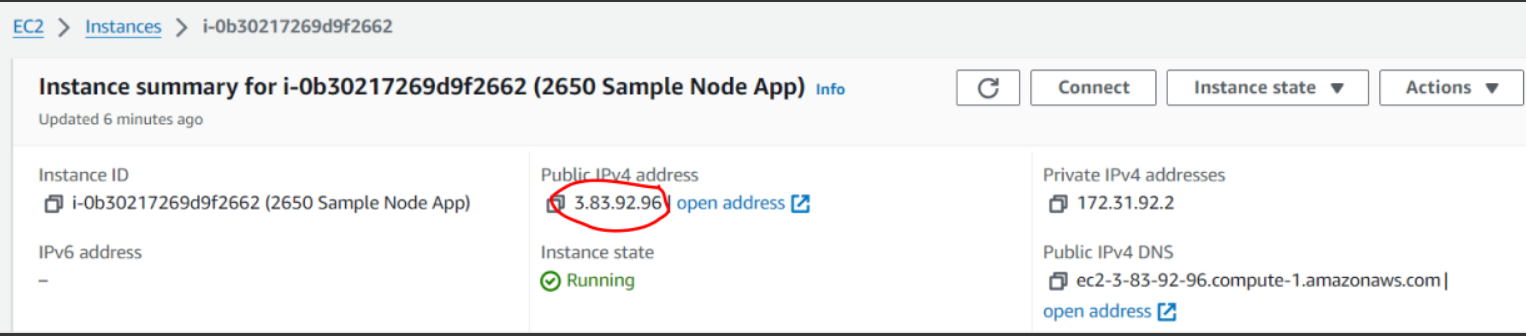 EC2 > Instances > i-0b30217269d9f2662
Instance summary for i-0b30217269d9f2662 (2650 Sample Node App) Info
Connect
Instance state ▼
Actions ▼
Updated 6 minutes ago
Instance ID
i-0b30217269d9f2662 (2650 Sample Node App)
Public IPv4 address
3.83.92.96 | open address
Private IPv4 addresses
172.31.92.2
IPv6 address
–
Instance state
Running
Public IPv4 DNS
ec2-3-83-92-96.compute-1.amazonaws.com |
open address